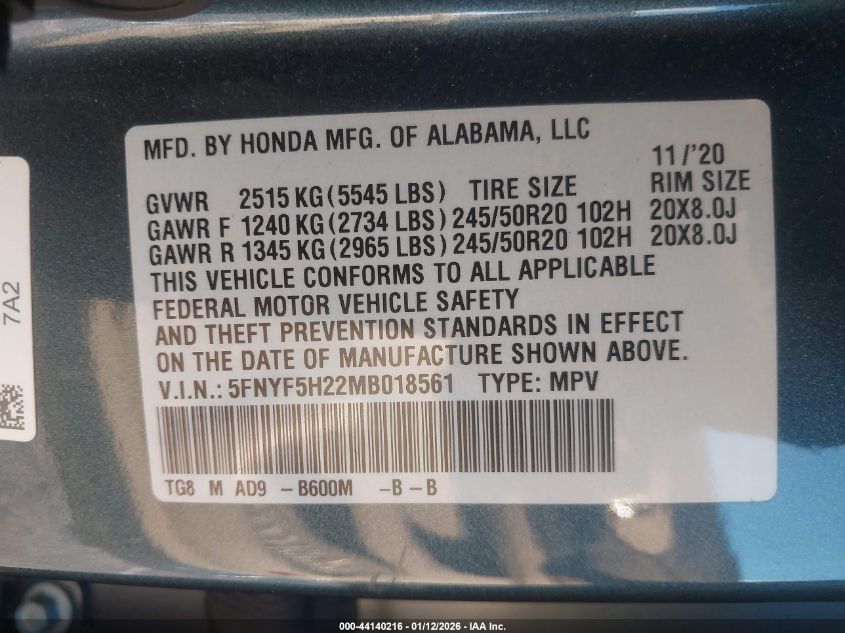 MFD. BY HONDA MFG. OF ALABAMA, LLC
11/'20
GVWR 2515 KG (5545 LBS) TIRE SIZE RIM SIZE
GAWR F 1240 KG (2734 LBS) 245/50R20 102H 20X8.0J
GAWR R 1345 KG (2965 LBS) 245/50R20 102H 20X8.0J
THIS VEHICLE CONFORMS TO ALL APPLICABLE
FEDERAL MOTOR VEHICLE SAFETY
AND THEFT PREVENTION STANDARDS IN EFFECT
ON THE DATE OF MANUFACTURE SHOWN ABOVE.
V.I.N.: 5FNYF5H22MB018561 TYPE: MPV
TG8 M AD9 -B600M -B-B
7A2
000-44140216 - 01/12/2026 - IAA Inc.